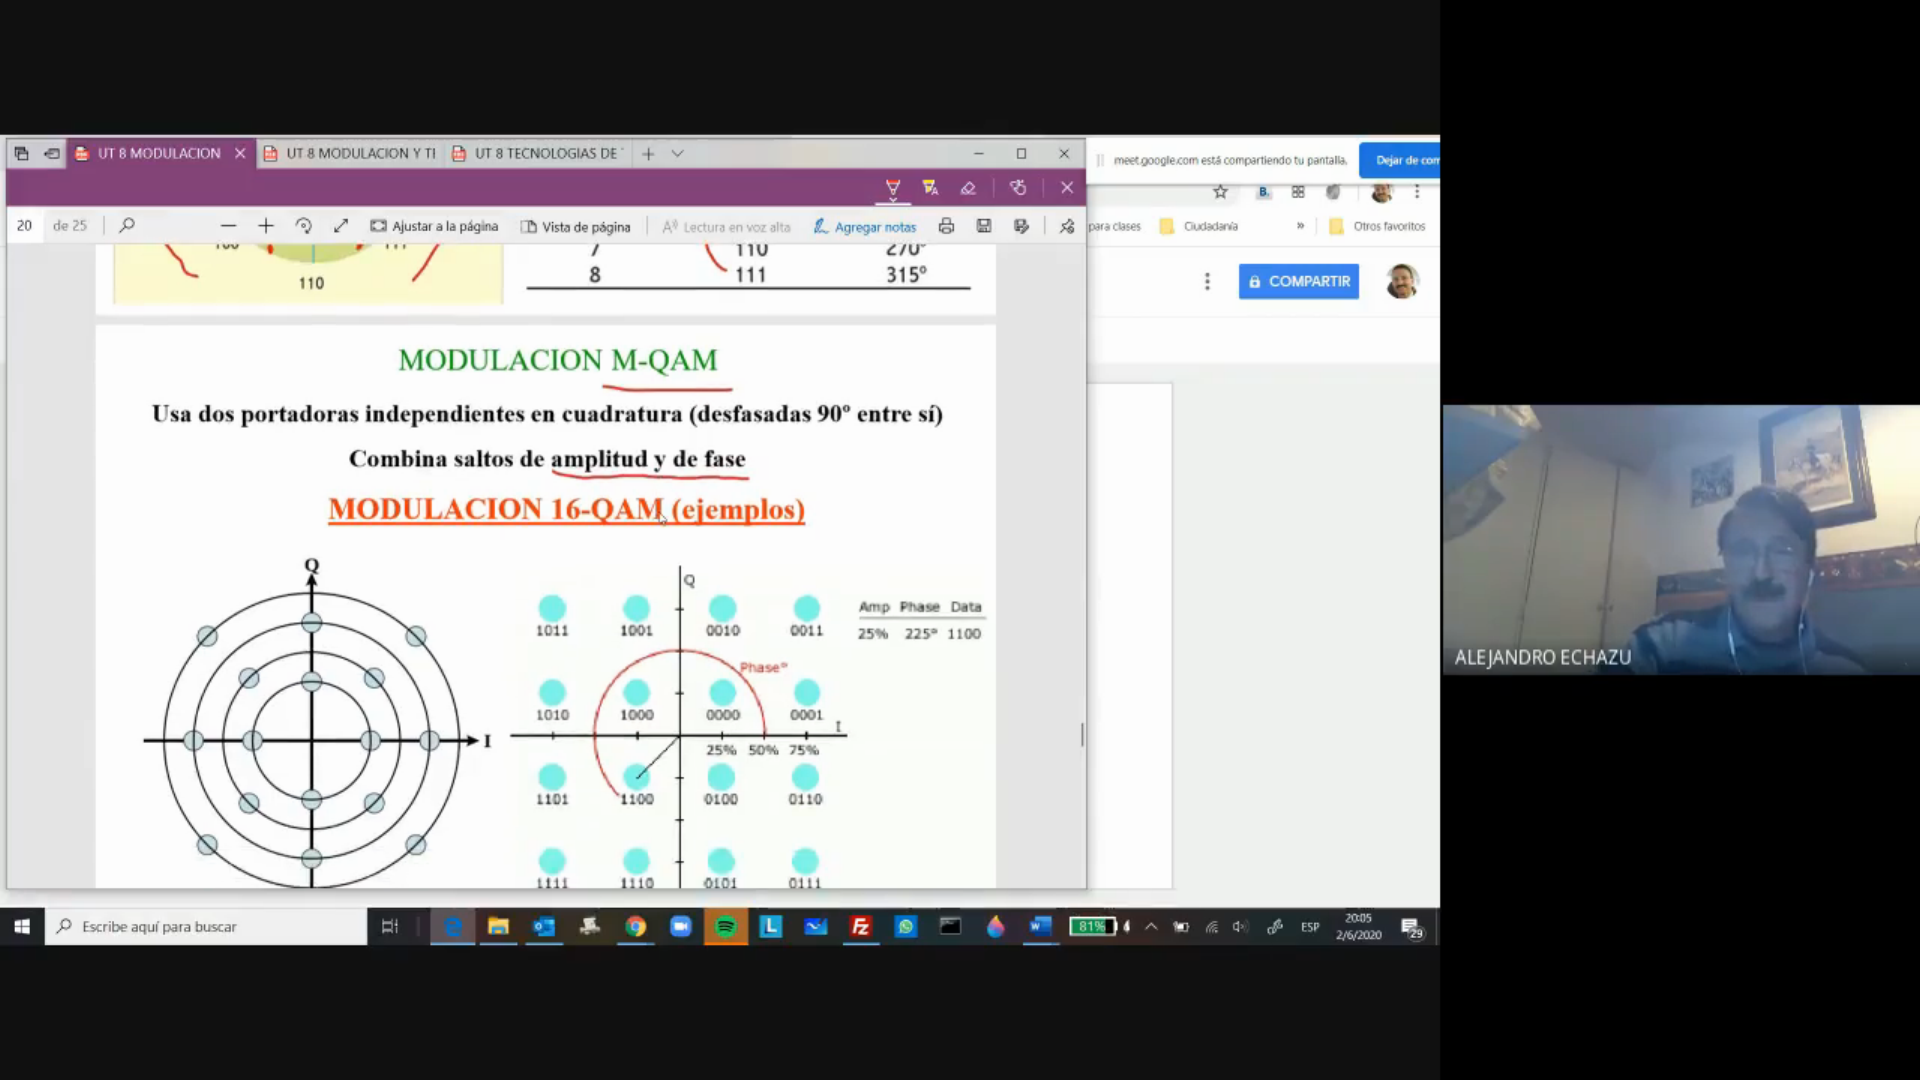 UT 8 MODULACION
UT 8 MODULACION Y TI
UT 8 TECNOLOGIAS DE
meet.google.com está compartiendo tu pantalla.
Dejar de com
20 de 25
Ajustar a la página
Vista de página
Lectura en voz alta
Agregar notas
para clases
Ciudadanía
»
Otros favoritos
COMPARTIR
100
111
110
7 110 270º
8 111 315º
MODULACION M-QAM
Usa dos portadoras independientes en cuadratura (desfasadas 90º entre sí)
Combina saltos de amplitud y de fase
MODULACION 16-QAM (ejemplos)
Q
I
Q
1011 1001 0010 0011
Amp Phase Data
25% 225° 1100
Phase°
1010 1000 0000 0001
I
25% 50% 75%
1101 1100 0100 0110
1111 1110 0101 0111
ALEJANDRO ECHAZU
Escribe aquí para buscar
81%
ESP
20:05
2/6/2020
29